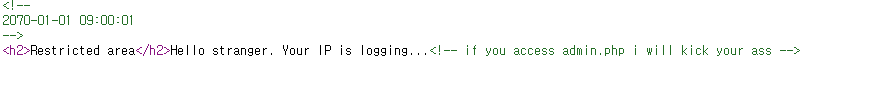 <!--
2070-01-01 09:00:01
-->
<h2>Restricted area</h2>Hello stranger. Your IP is logging...<!-- if you access admin.php i will kick your ass -->